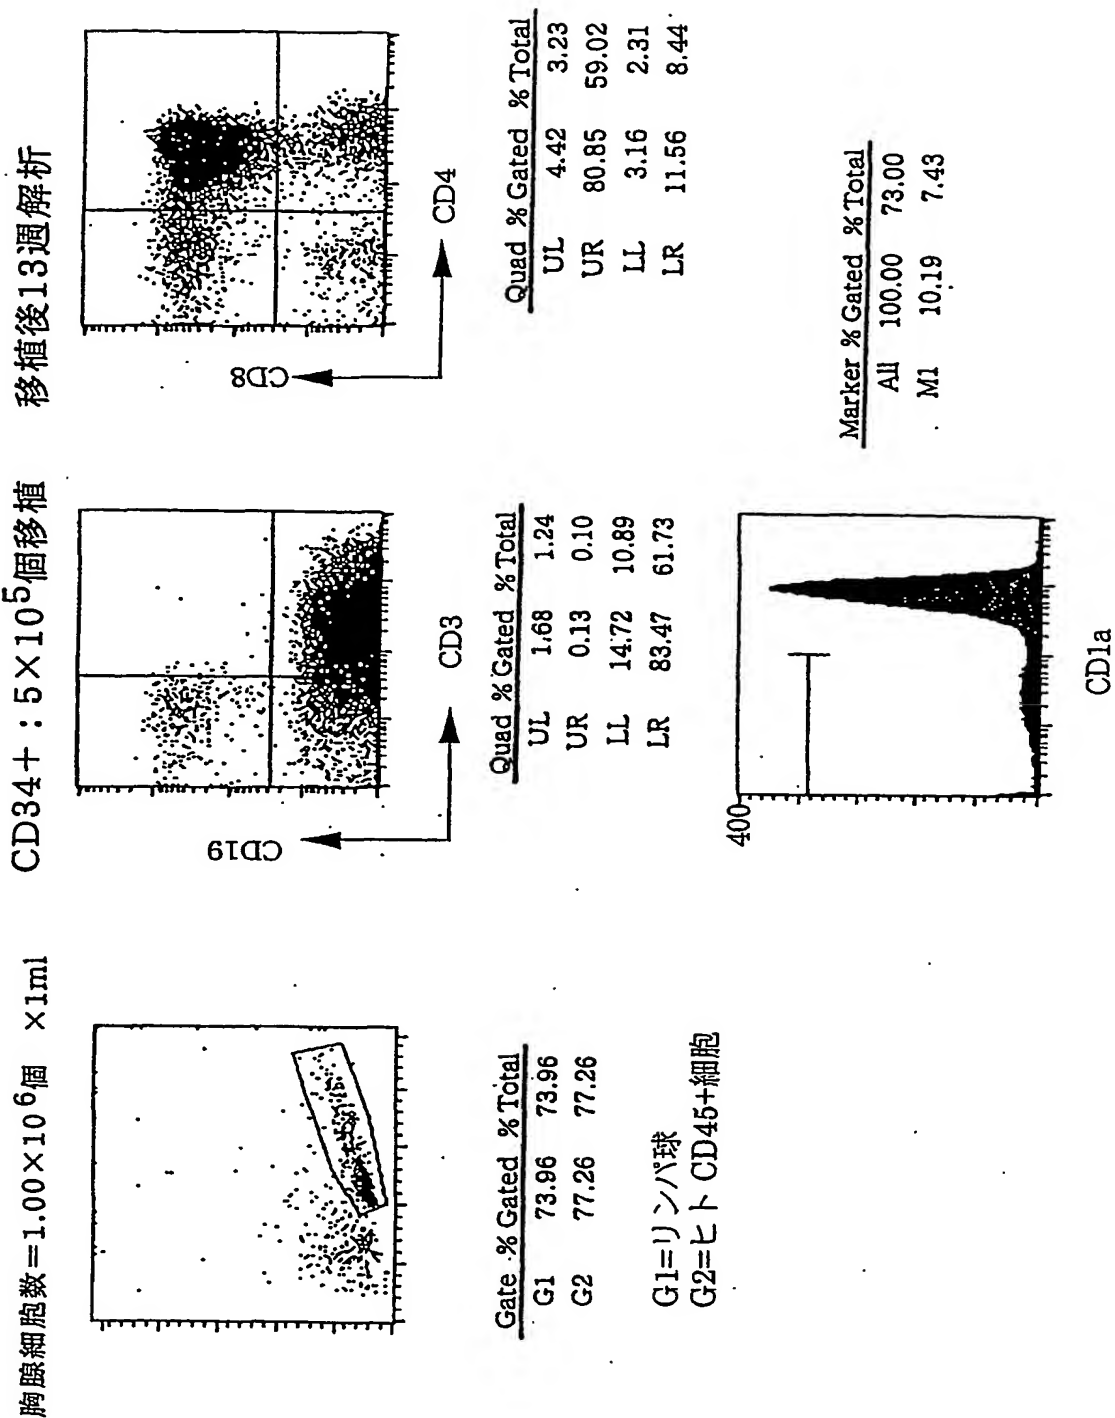 胸腺細胞数=1.00×10⁶個 ×1ml
CD34+:5×10⁵個移植 移植後13週解析
Gate % Gated % Total
G1 73.96 73.96
G2 77.26 77.26
G1=リンパ球
G2=ヒト CD45+細胞
CD19
CD3
Quad % Gated % Total
UL 1.68 1.24
UR 0.13 0.10
LL 14.72 10.89
LR 83.47 61.73
CD8
CD4
Quad % Gated % Total
UL 4.42 3.23
UR 80.85 59.02
LL 3.16 2.31
LR 11.56 8.44
400
CD1a
Marker % Gated % Total
All 100.00 73.00
M1 10.19 7.43